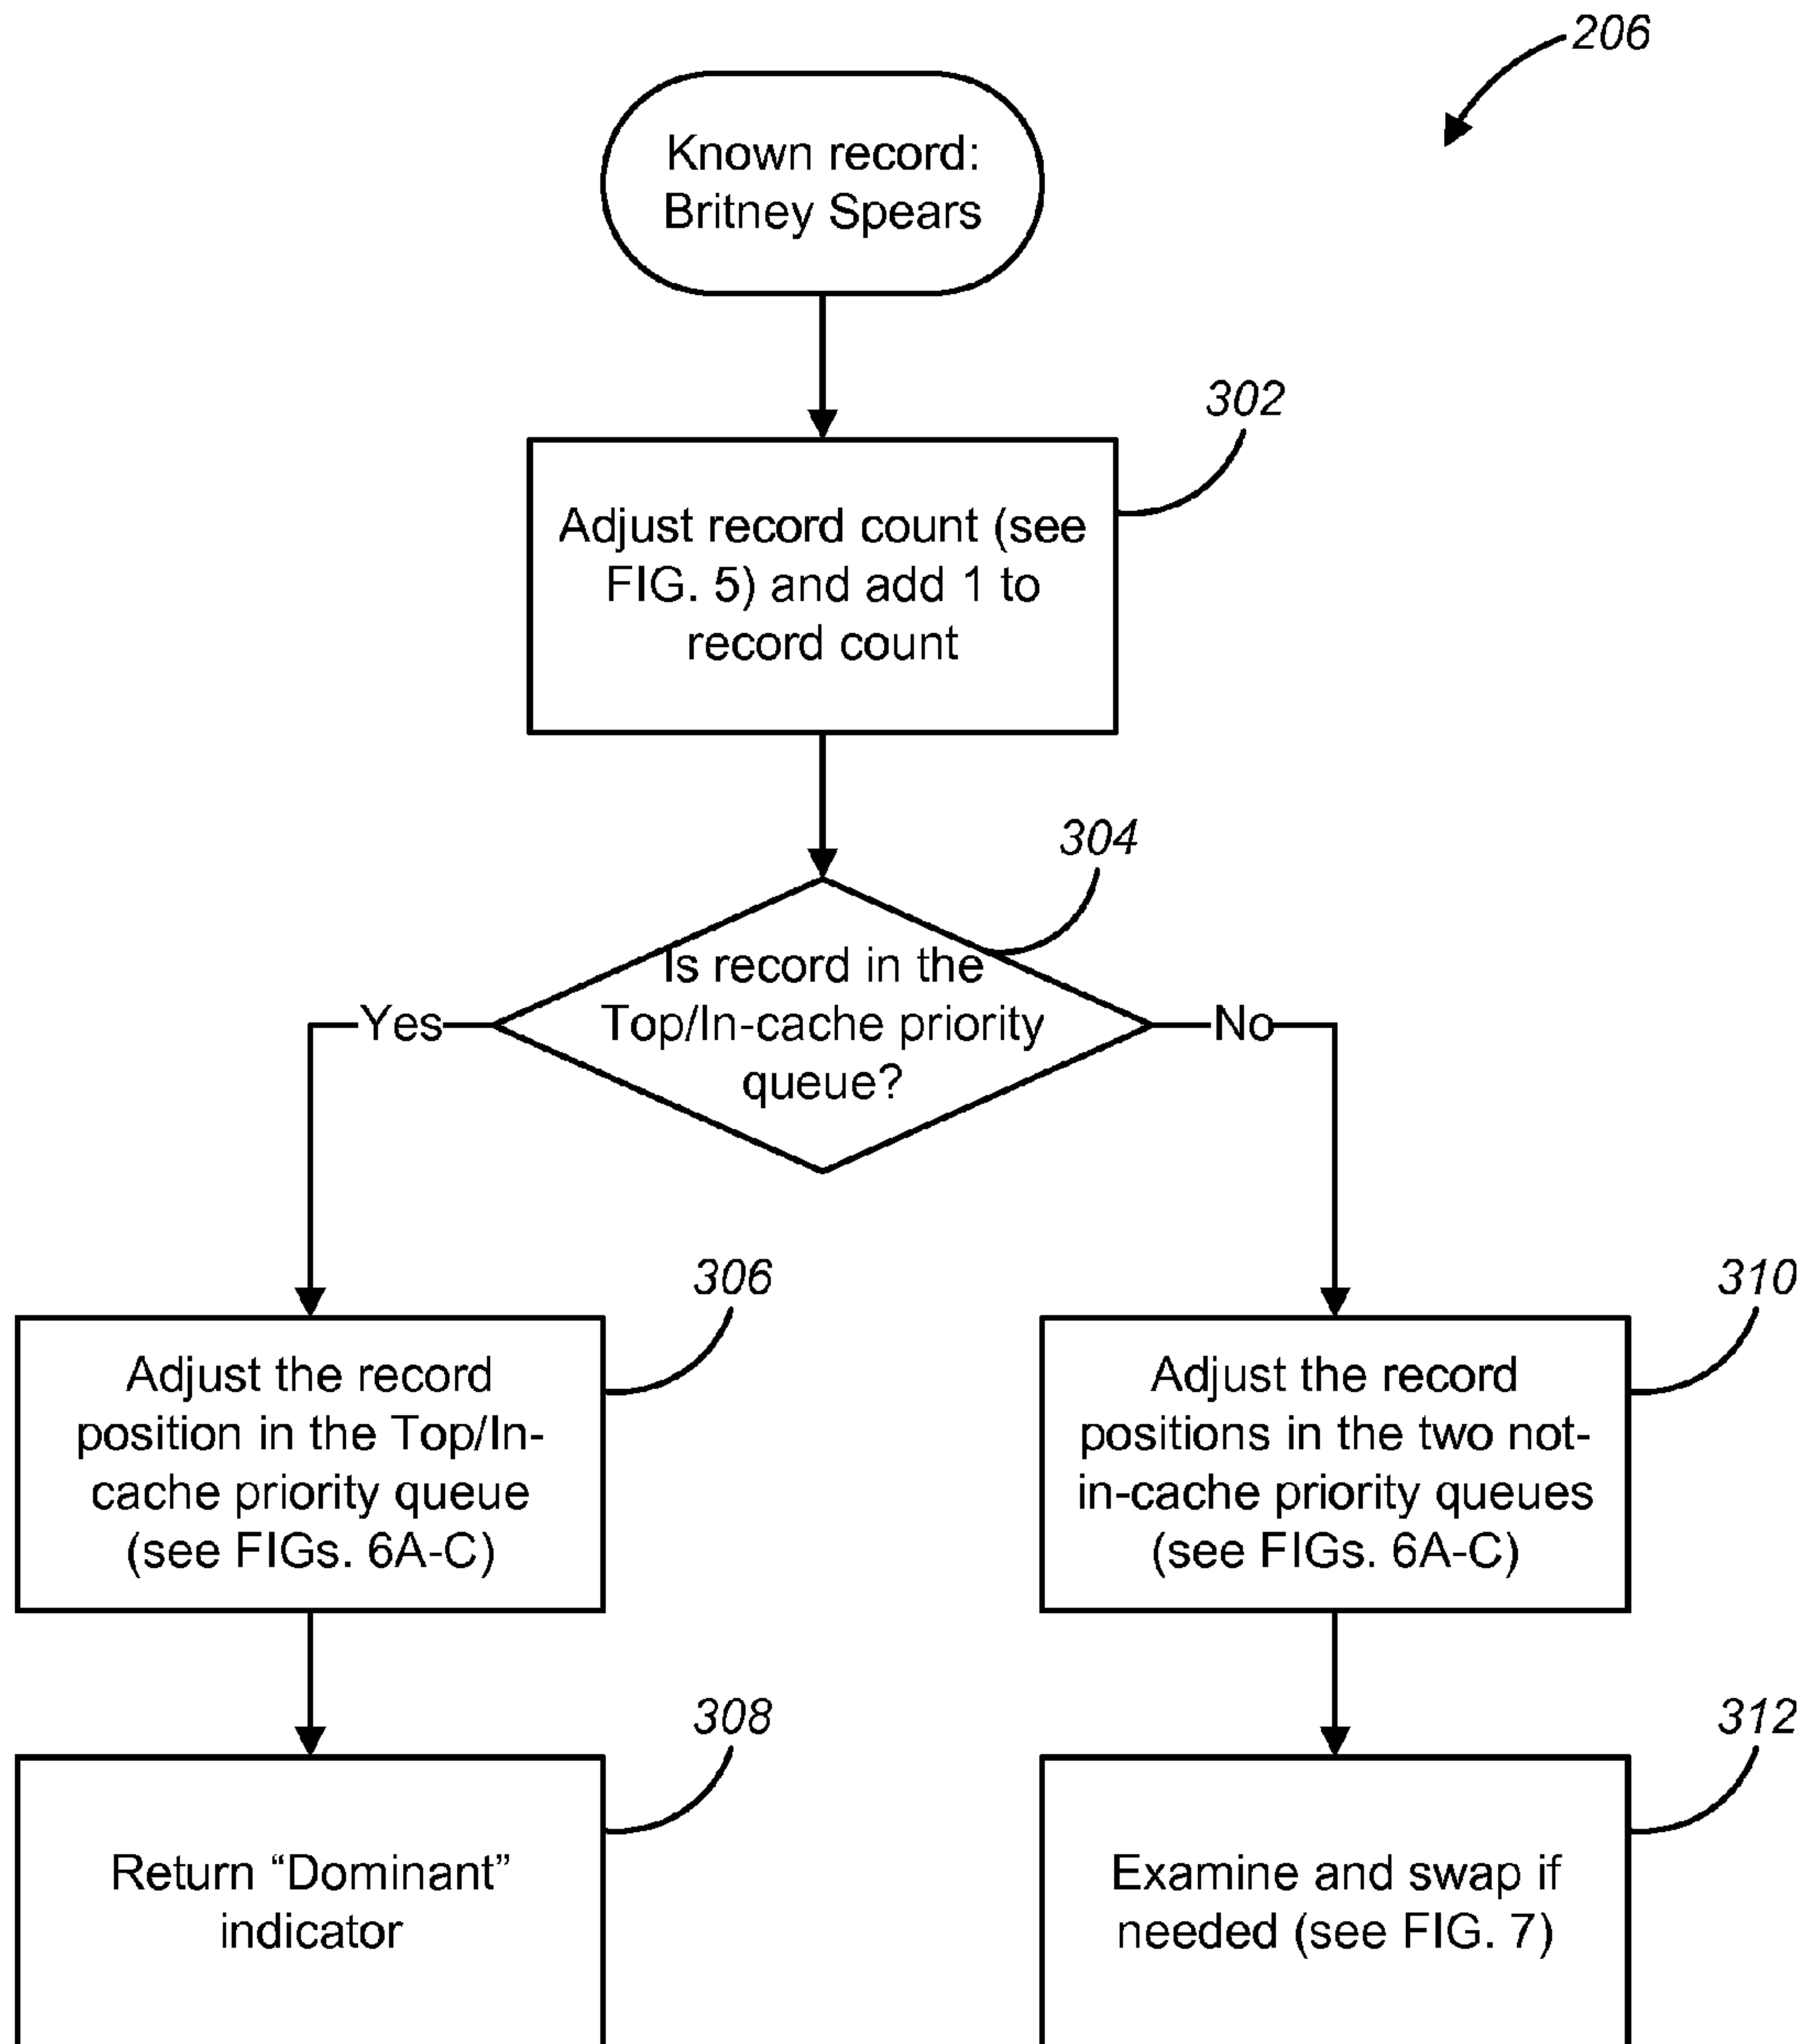 206
Known record:
Britney Spears
302
Adjust record count (see
FIG. 5) and add 1 to
record count
304
Is record in the
Top/In-cache priority
queue?
Yes
No
306
Adjust the record
position in the Top/In-
cache priority queue
(see FIGs. 6A-C)
310
Adjust the record
positions in the two not-
in-cache priority queues
(see FIGs. 6A-C)
308
Return “Dominant”
indicator
312
Examine and swap if
needed (see FIG. 7)